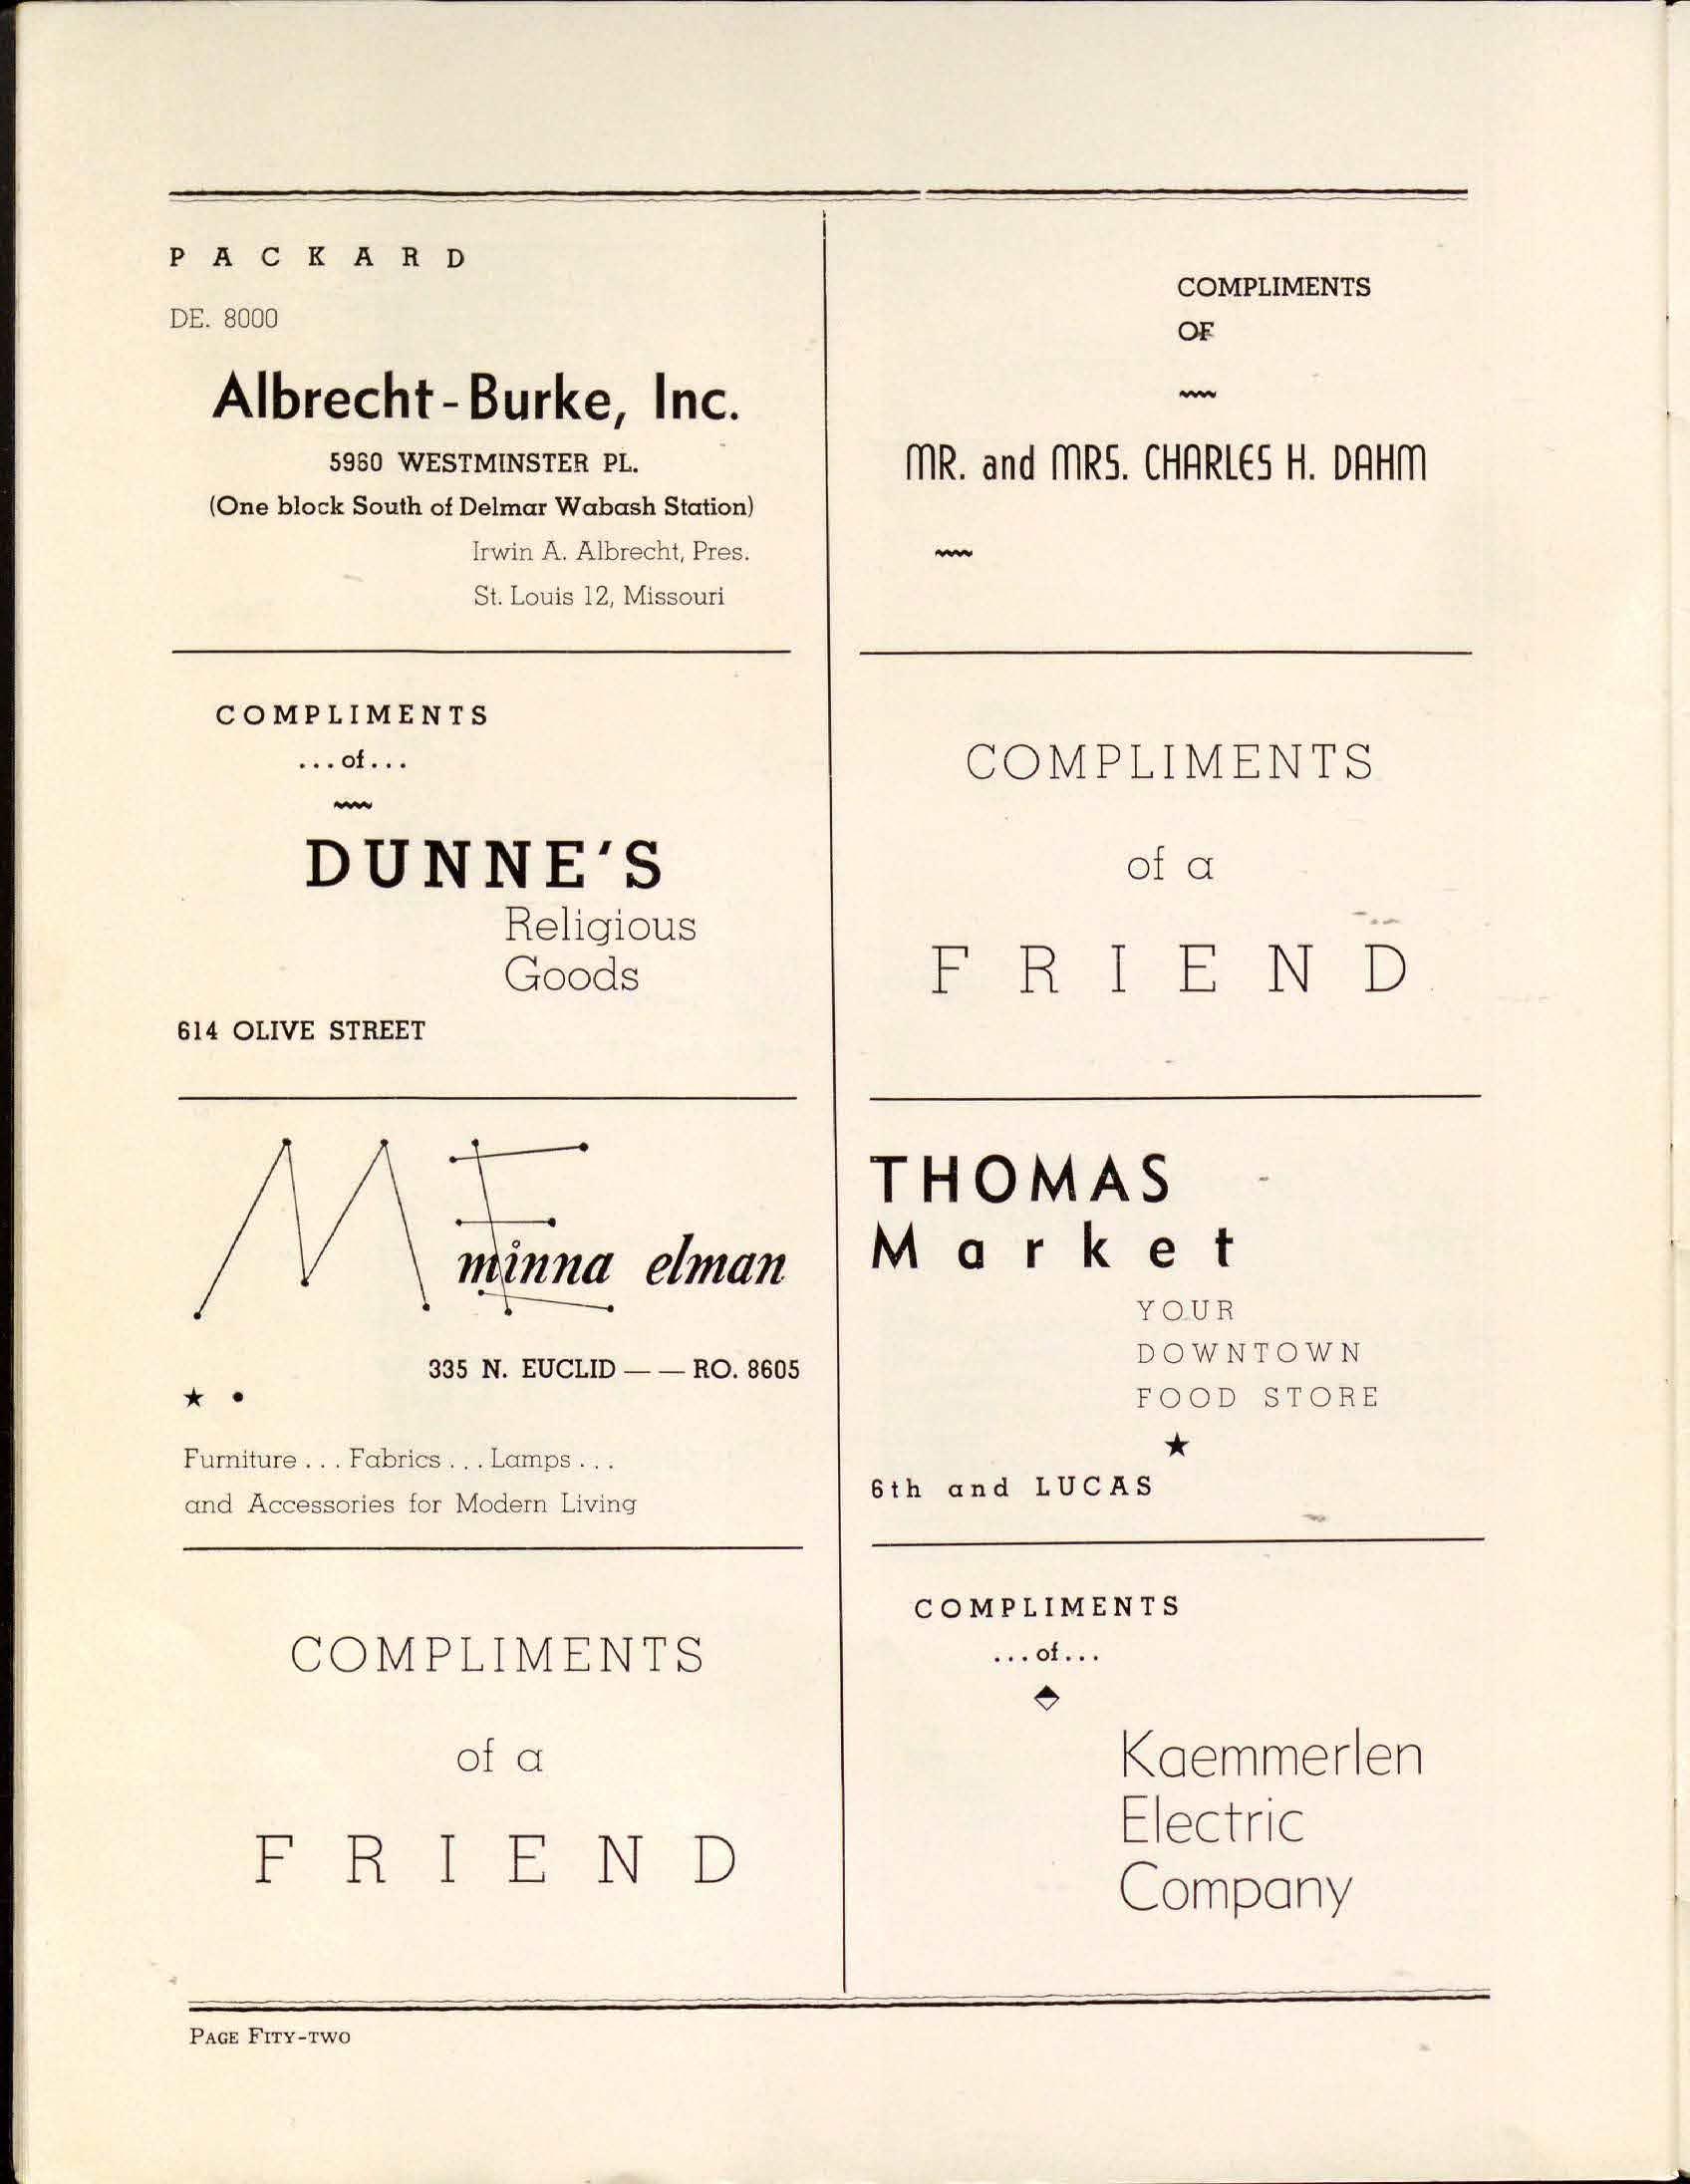 PACKARD
DE. 8000
Albrecht-Burke, Inc.
5960 WESTMINSTER PL.
(One block South of Delmar Wabash Station)
Irwin A. Albrecht, Pres.
St. Louis 12, Missouri
COMPLIMENTS
...of...
DUNNE'S
Religious
Goods
614 OLIVE STREET
ME
minna elman
335 N. EUCLID — — RO. 8605
★ •
Furniture . . . Fabrics . . . Lamps . . .
and Accessories for Modern Living
COMPLIMENTS
of a
FRIEND
COMPLIMENTS
OF
MR. and MRS. CHARLES H. DAHM
COMPLIMENTS
of a
FRIEND
THOMAS
Market
YOUR
DOWNTOWN
FOOD STORE
★
6th and LUCAS
COMPLIMENTS
...of...
Kaemmerlen
Electric
Company
PAGE FITY-TWO